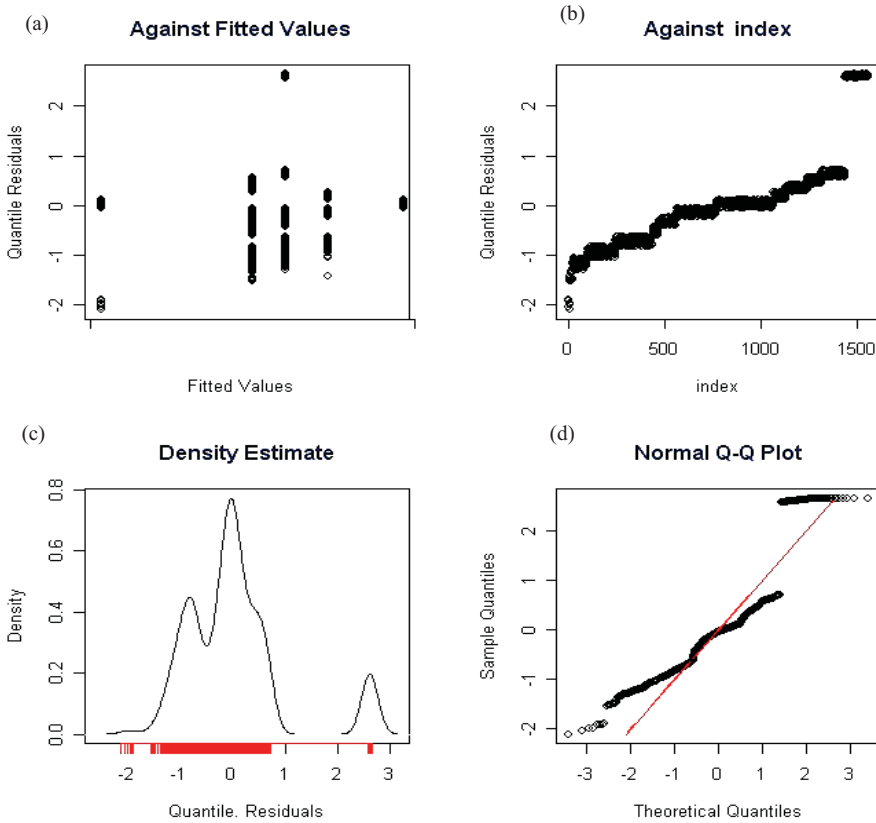 (a)
Against Fitted Values
Quantile Residuals
2
1
0
-1
-2
Fitted Values
(b)
Against index
Quantile Residuals
2
1
0
-1
-2
0 500 1000 1500
index
(c)
Density Estimate
Density
0.8
0.6
0.4
0.2
0.0
-2 -1 0 1 2 3
Quantile. Residuals
(d)
Normal Q-Q Plot
Sample Quantiles
2
1
0
-1
-2
-3 -2 -1 0 1 2 3
Theoretical Quantiles